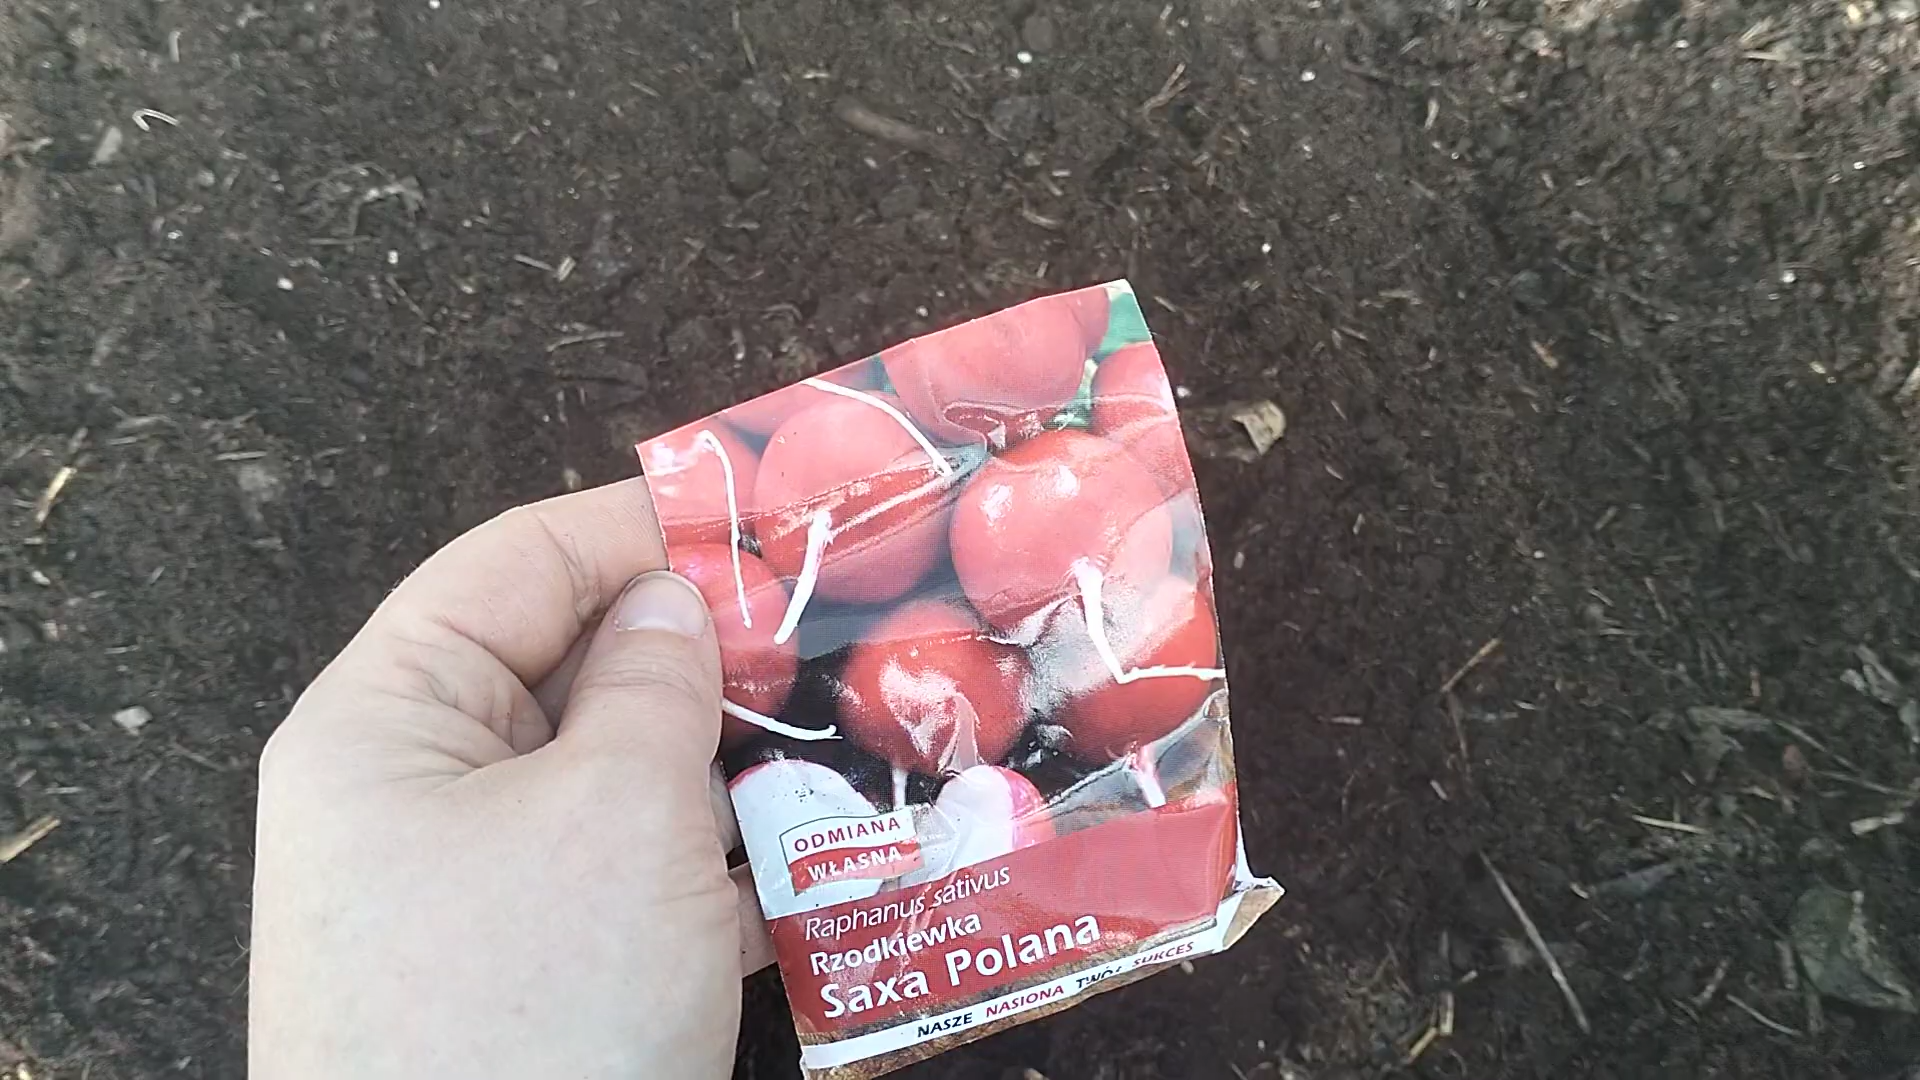 ODMIANA
WŁASNA
Raphanus sativus
Rzodkiewka
Saxa Polana
NASZE NASIONA TWÓJ SUKCES